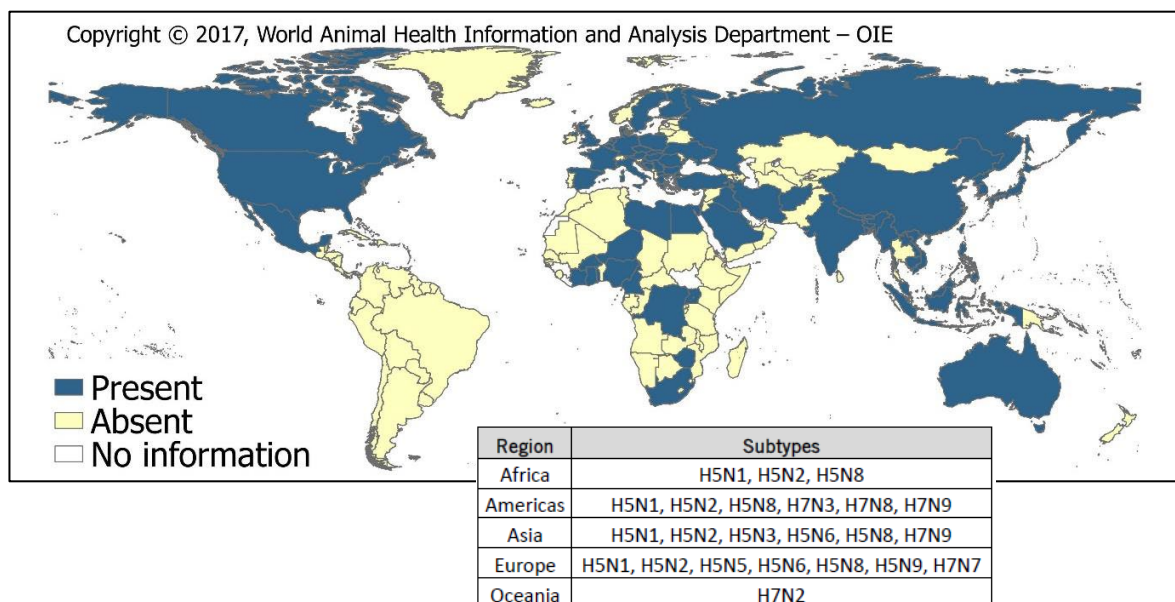 Copyright © 2017, World Animal Health Information and Analysis Department – OIE
Present
Absent
No information
Region Subtypes
Africa H5N1, H5N2, H5N8
Americas H5N1, H5N2, H5N8, H7N3, H7N8, H7N9
Asia H5N1, H5N2, H5N3, H5N6, H5N8, H7N9
Europe H5N1, H5N2, H5N5, H5N6, H5N8, H5N9, H7N7
Oceania H7N2